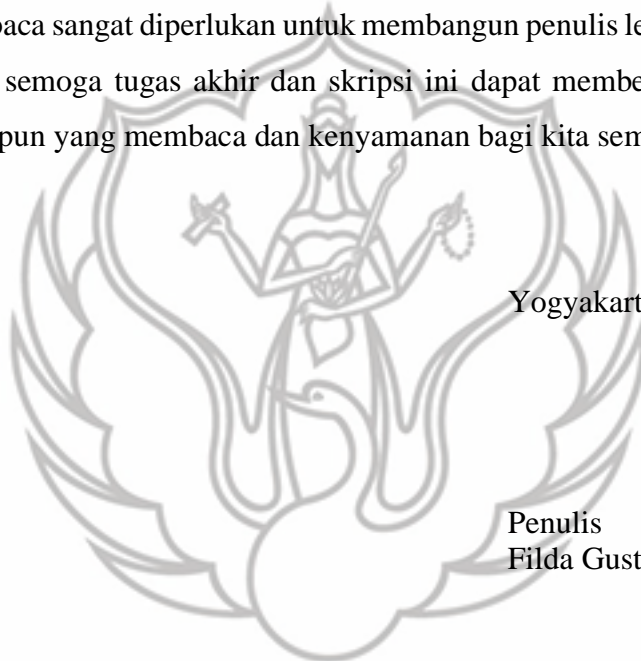 baca sangat diperlukan untuk membangun penulis le
semoga tugas akhir dan skripsi ini dapat membe
pun yang membaca dan kenyamanan bagi kita sem
Yogyakart
Penulis
Filda Gust